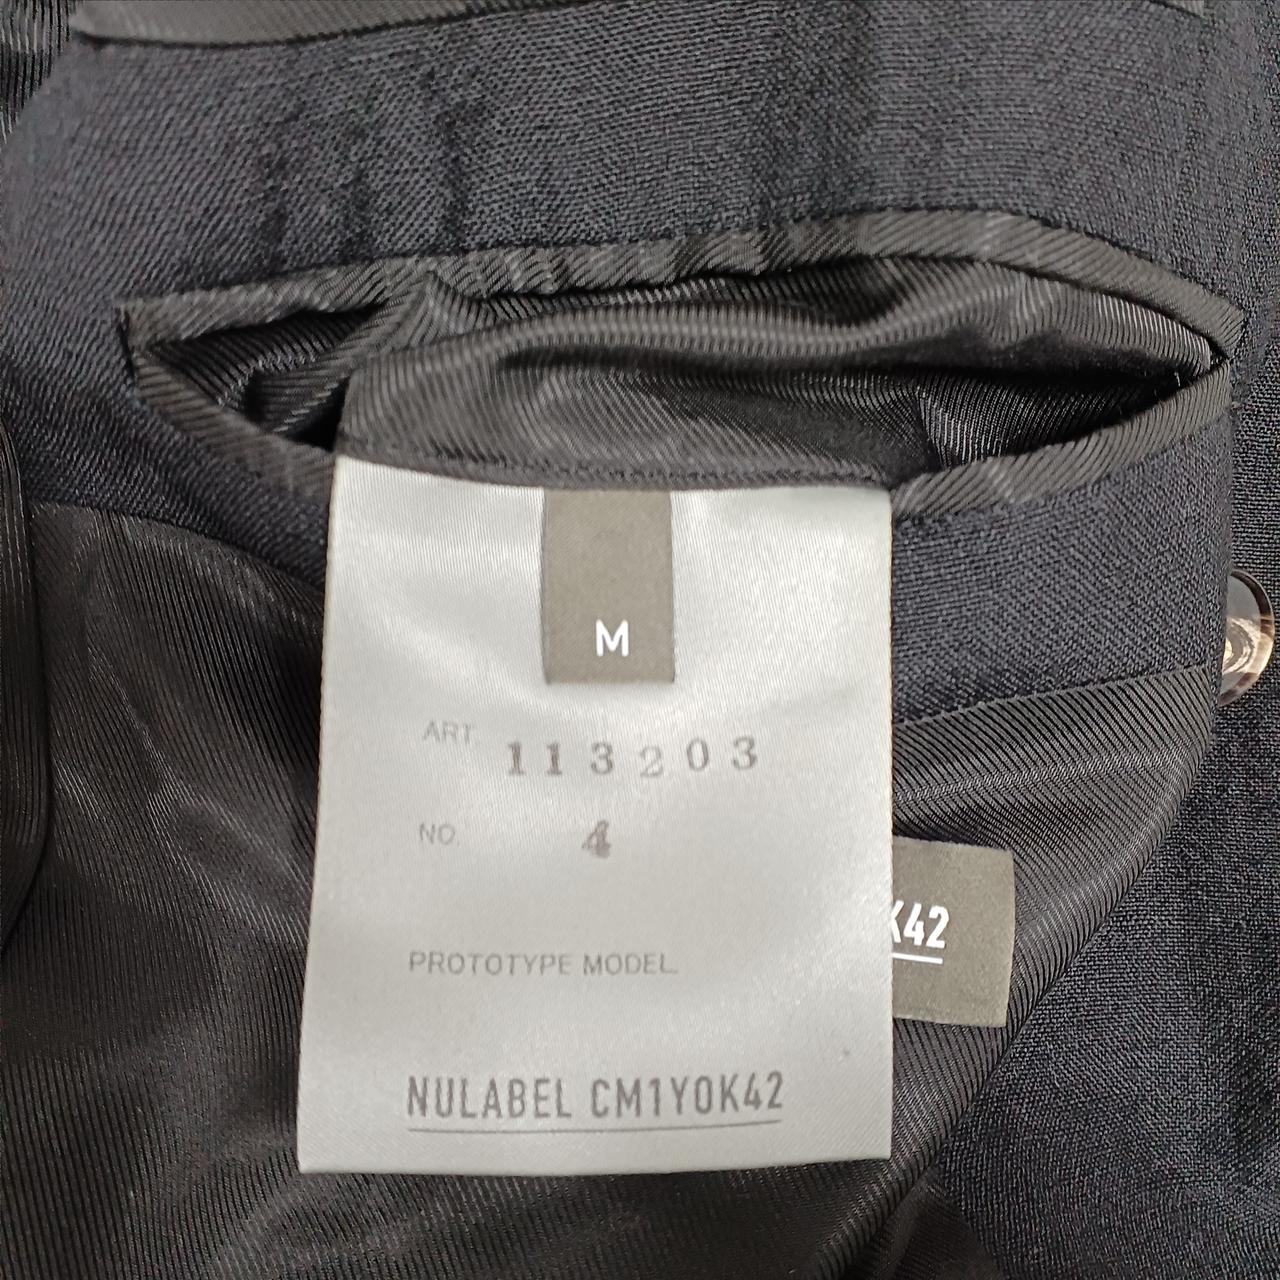 M
ART. 113203
NO. 4
K42
PROTOTYPE MODEL
NULABEL CM1YOK42